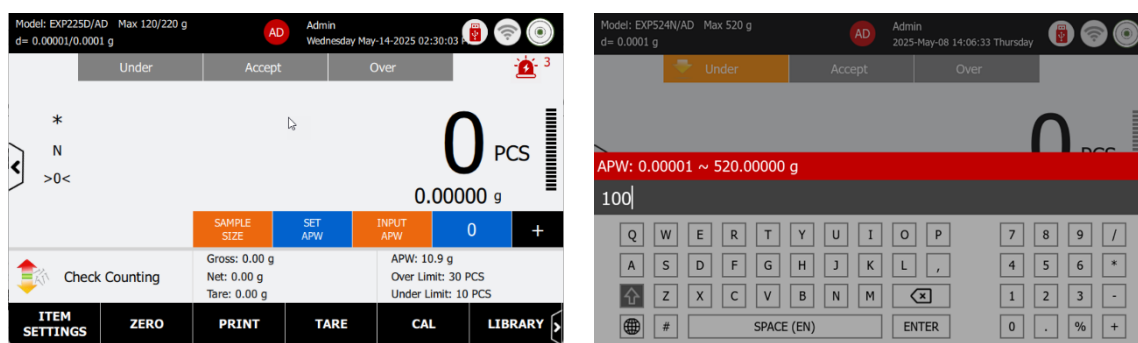 Model: EXP225D/AD Max 120/220 g
d= 0.00001/0.0001 g
AD
Admin
Wednesday May-14-2025 02:30:03
Under Accept Over
3
*
N
>0<
0 PCS
0.00000 g
SAMPLE SIZE
SET APW
INPUT APW
0
+
Check Counting
Gross: 0.00 g
Net: 0.00 g
Tare: 0.00 g
APW: 10.9 g
Over Limit: 30 PCS
Under Limit: 10 PCS
ITEM SETTINGS
ZERO
PRINT
TARE
CAL
LIBRARY
Model: EXP524N/AD Max 520 g
d= 0.0001 g
AD
Admin
2025-May-08 14:06:33 Thursday
Under Accept Over
0 PCS
APW: 0.00001 ~ 520.00000 g
100
Q W E R T Y U I O P 7 8 9 /
A S D F G H J K L , 4 5 6 *
Z X C V B N M 1 2 3 -
# SPACE (EN) ENTER 0 . % +